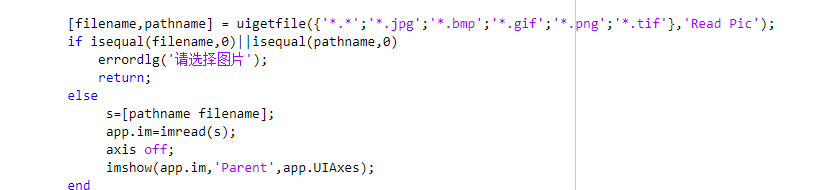 [filename,pathname] = uigetfile({'*.*';'*.jpg';'*.bmp';'*.gif';'*.png';'*.tif'},'Read Pic');
if isequal(filename,0)||isequal(pathname,0)
errordlg('请选择图片');
return;
else
s=[pathname filename];
app.im=imread(s);
axis off;
imshow(app.im,'Parent',app.UIAxes);
end